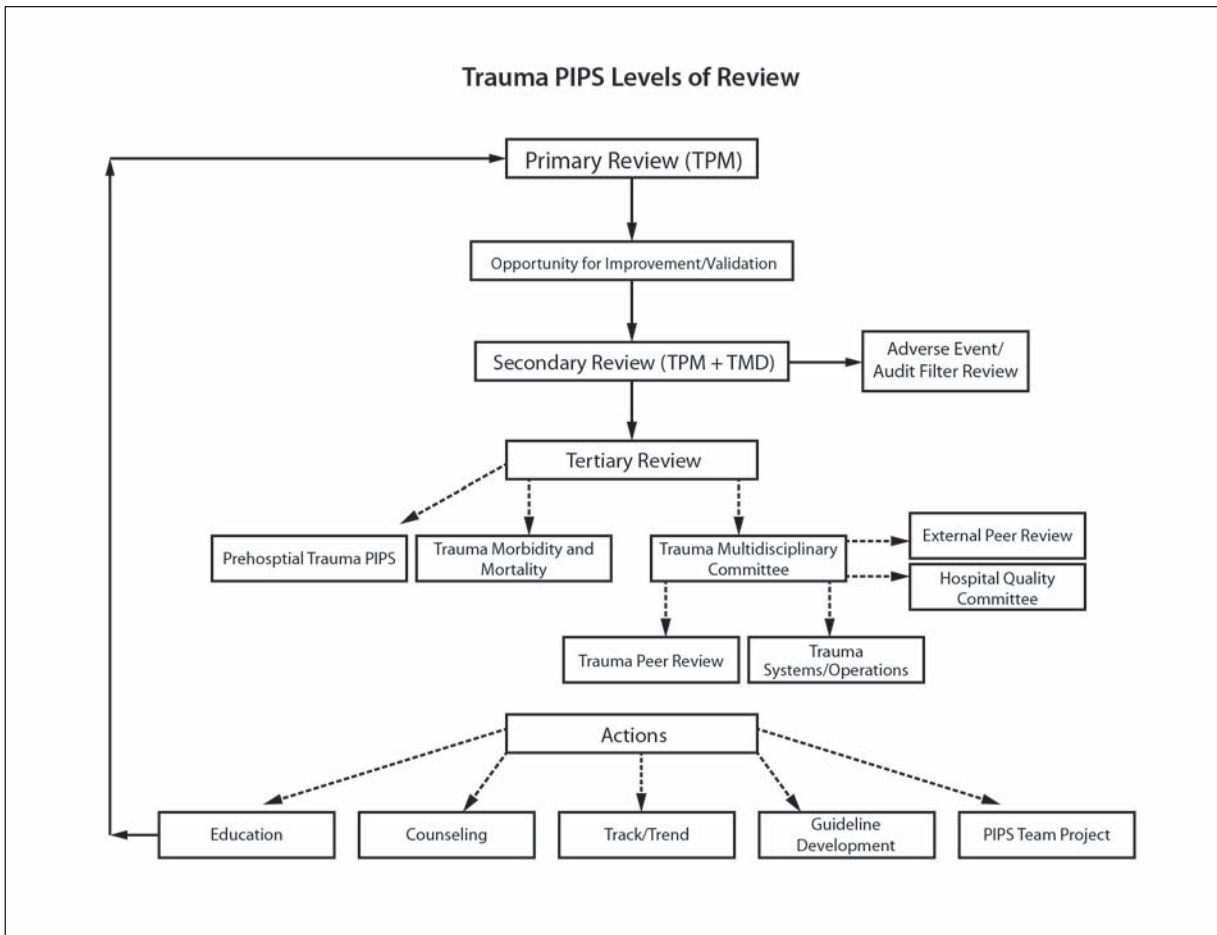 Trauma PIPS Levels of Review
Primary Review (TPM)
Opportunity for Improvement/Validation
Secondary Review (TPM + TMD)
Adverse Event/
Audit Filter Review
Tertiary Review
Prehosptial Trauma PIPS
Trauma Morbidity and
Mortality
Trauma Multidisciplinary
Committee
External Peer Review
Hospital Quality
Committee
Trauma Peer Review
Trauma
Systems/Operations
Actions
Education
Counseling
Track/Trend
Guideline
Development
PIPS Team Project